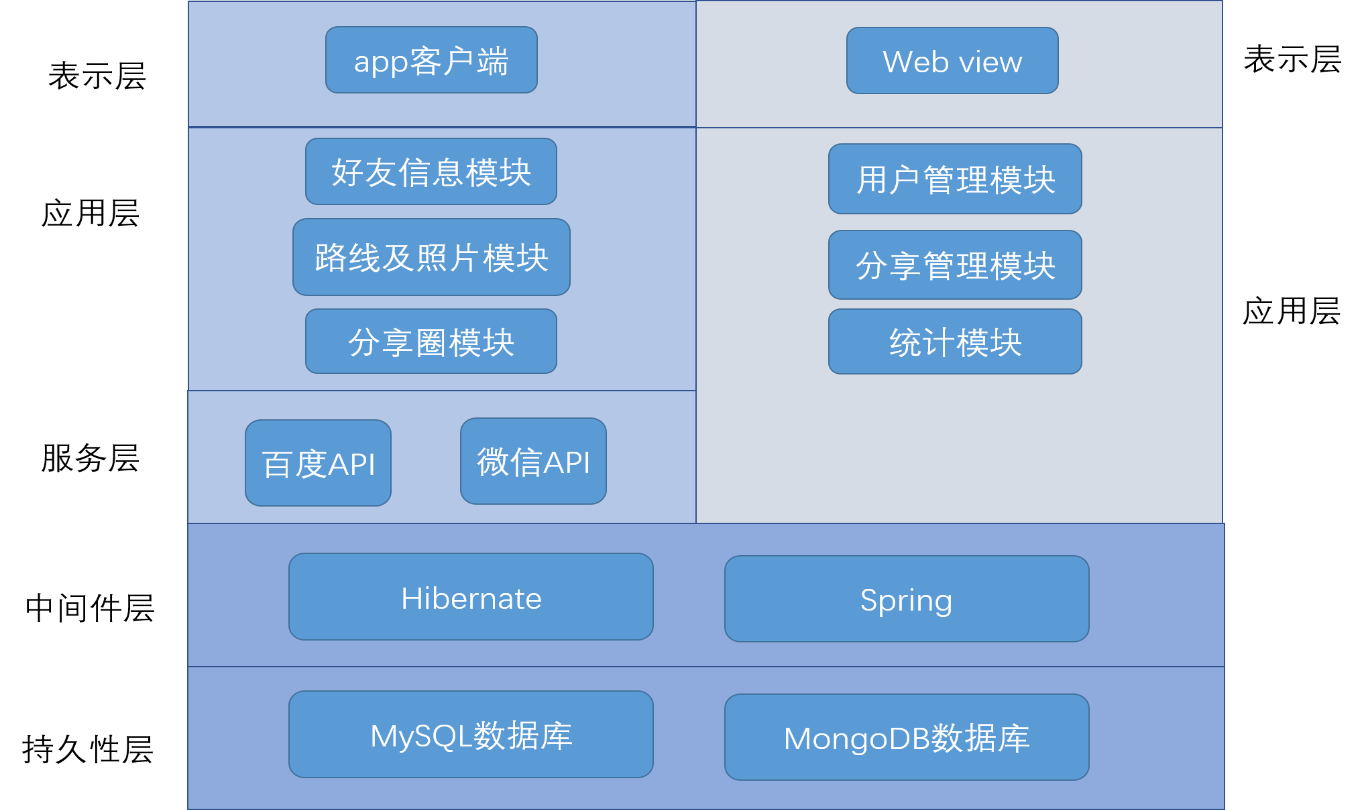 表示层
app客户端
Web view
表示层
应用层
好友信息模块
路线及照片模块
分享圈模块
用户管理模块
分享管理模块
统计模块
应用层
服务层
百度API
微信API
中间件层
Hibernate
Spring
持久性层
MySQL数据库
MongoDB数据库